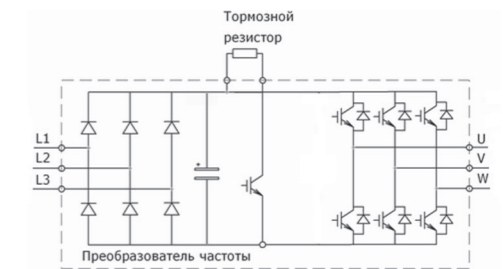 Тормозной
резистор
L1
L2
L3
+
U
V
W
Преобразователь частоты